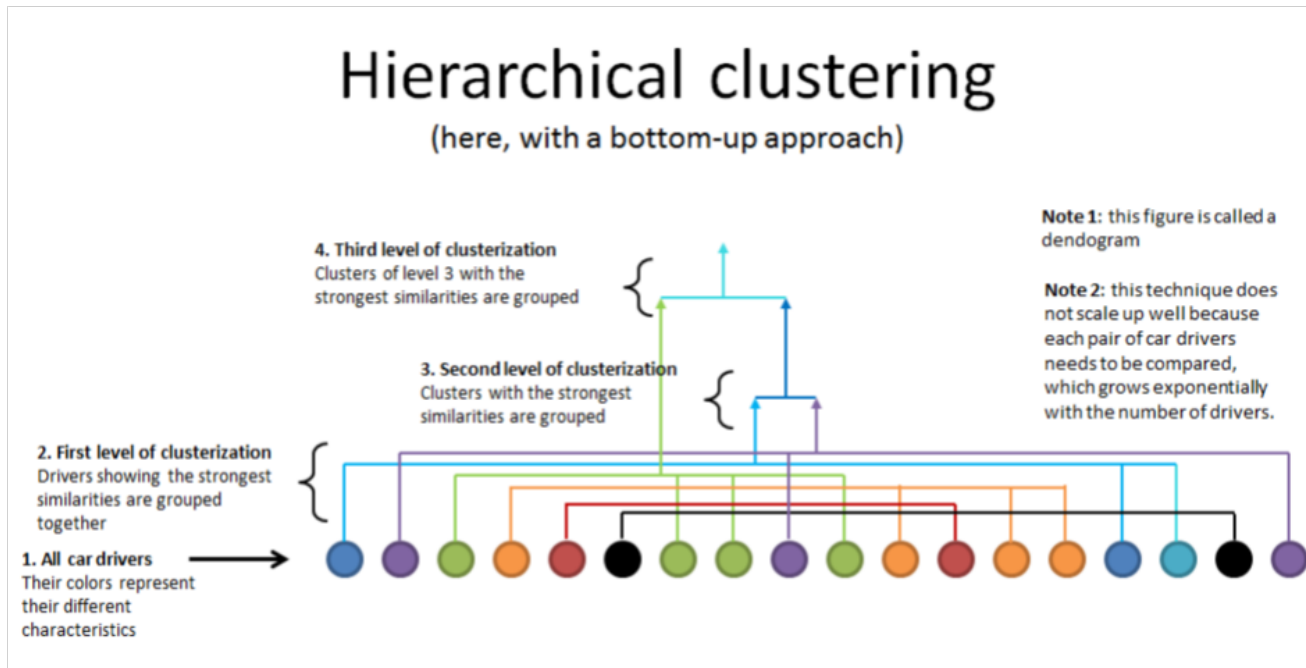 Hierarchical clustering
(here, with a bottom-up approach)
Note 1: this figure is called a
dendogram
Note 2: this technique does
not scale up well because
each pair of car drivers
needs to be compared,
which grows exponentially
with the number of drivers.
4. Third level of clusterization
Clusters of level 3 with the
strongest similarities are grouped
3. Second level of clusterization
Clusters with the strongest
similarities are grouped
2. First level of clusterization
Drivers showing the strongest
similarities are grouped
together
1. All car drivers
Their colors represent
their different
characteristics